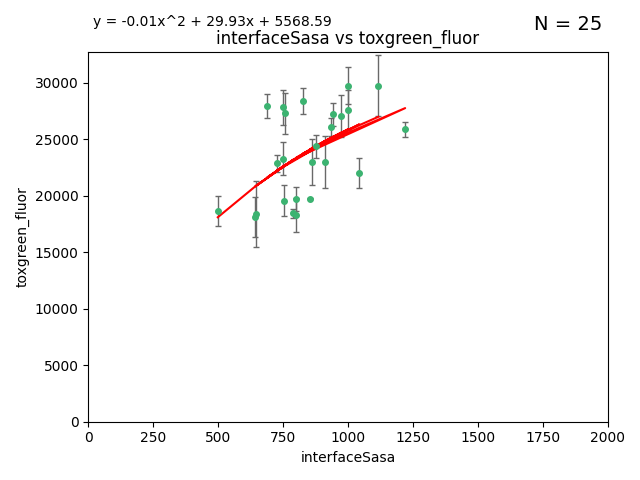 y = -0.01x^2 + 29.93x + 5568.59
N = 25
interfaceSasa vs toxgreen_fluor
toxgreen_fluor
30000
25000
20000
15000
10000
5000
0
0 250 500 750 1000 1250 1500 1750 2000
interfaceSasa